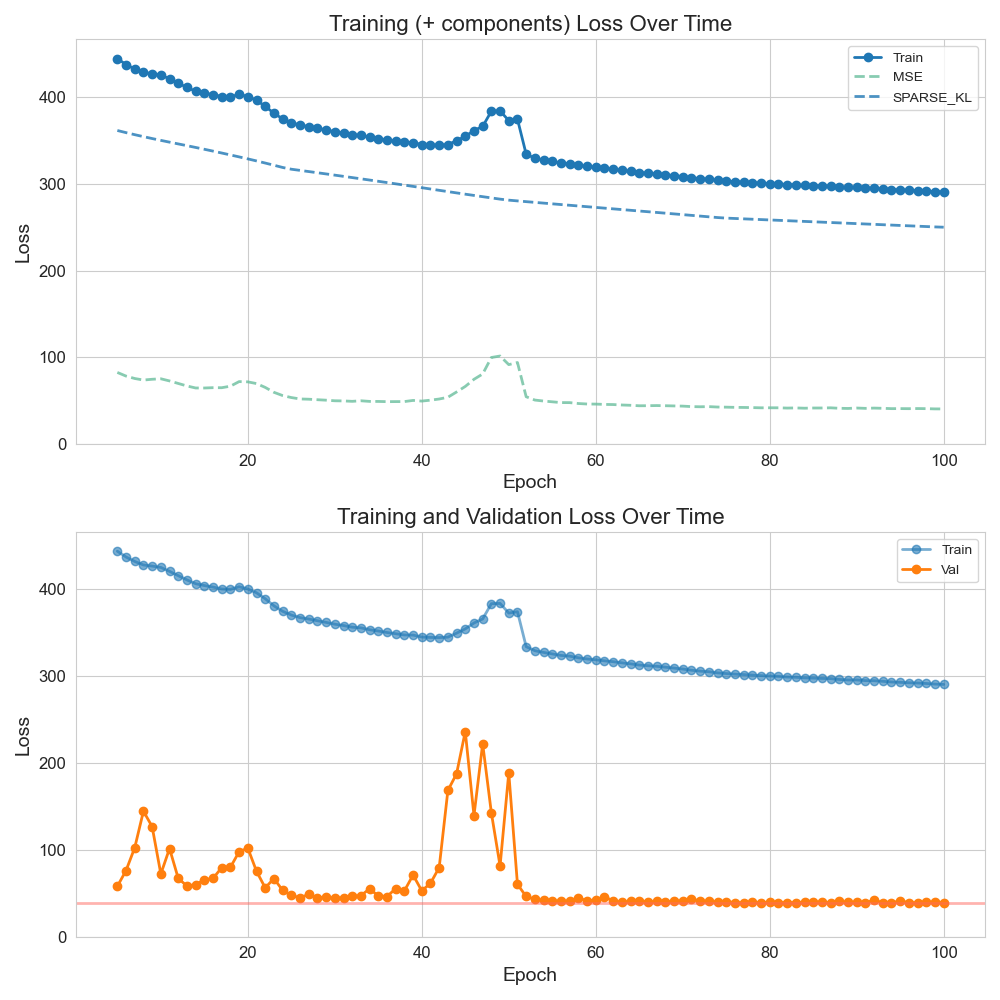 Training (+ components) Loss Over Time
Train
MSE
SPARSE_KL
400
300
200
100
0
Loss
20 40 60 80 100
Epoch
Training and Validation Loss Over Time
Train
Val
400
300
200
100
0
Loss
20 40 60 80 100
Epoch